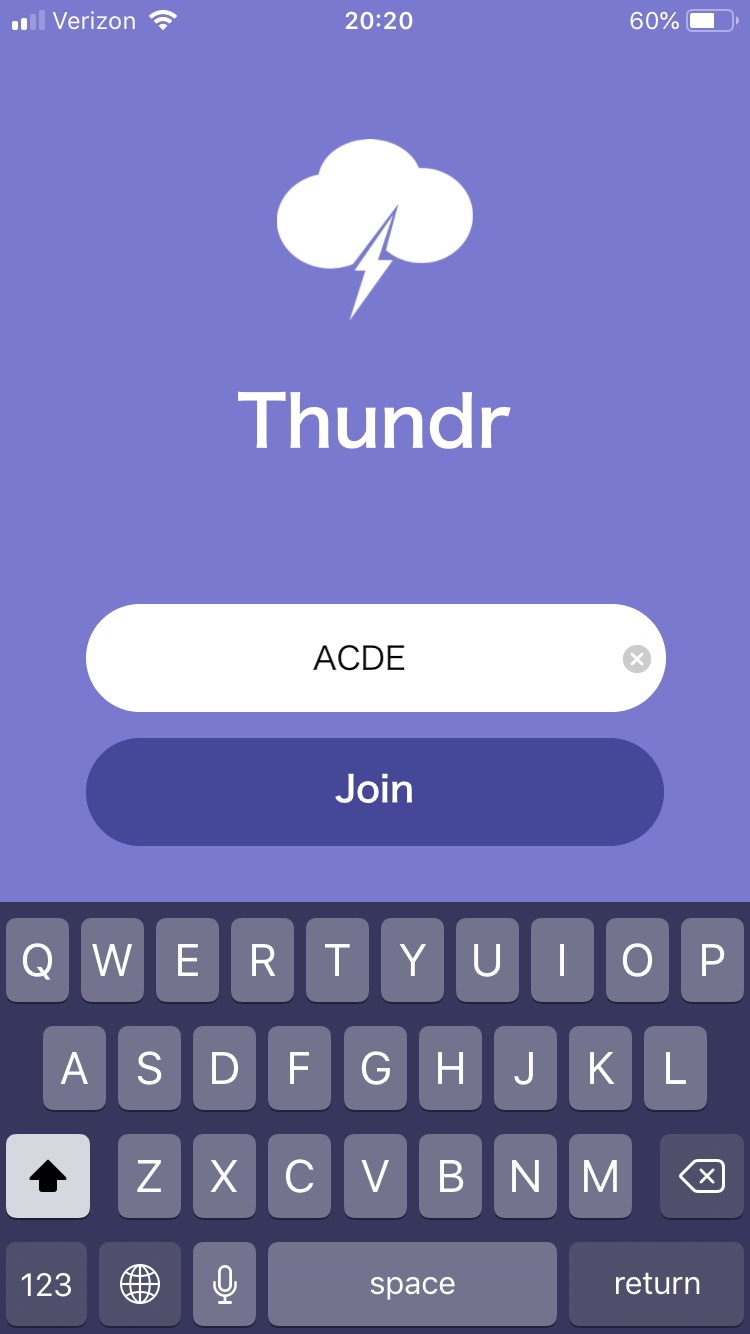 Verizon 20:20 60%
Thundr
ACDE
Join
Q W E R T Y U I O P
A S D F G H J K L
Z X C V B N M
123 space return